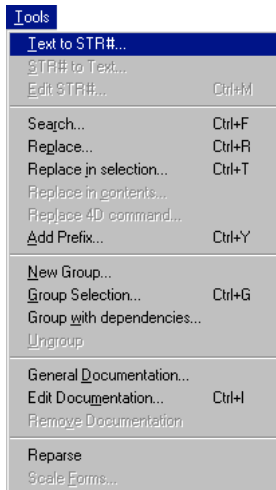 Tools
Text to STR#...
STR# to Text...
Edit STR#... Ctrl+M
Search... Ctrl+F
Replace... Ctrl+R
Replace in selection... Ctrl+T
Replace in contents...
Replace 4D command...
Add Prefix... Ctrl+Y
New Group...
Group Selection... Ctrl+G
Group with dependencies...
Ungroup
General Documentation...
Edit Documentation... Ctrl+I
Remove Documentation
Reparse
Scale Forms...